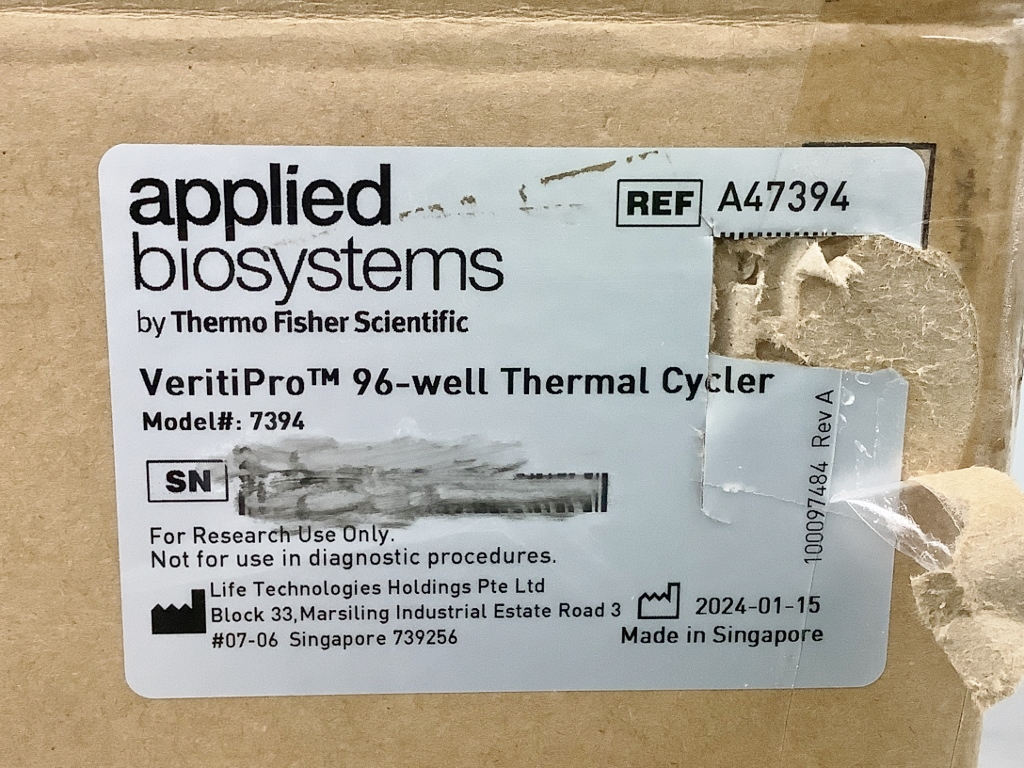 applied
biosystems
by Thermo Fisher Scientific
REF A47394
VeritiPro™ 96-well Thermal Cycler
Model#: 7394
SN
For Research Use Only.
Not for use in diagnostic procedures.
Life Technologies Holdings Pte Ltd
Block 33,Marsiling Industrial Estate Road 3
#07-06 Singapore 739256
2024-01-15
Made in Singapore
100097484 Rev A